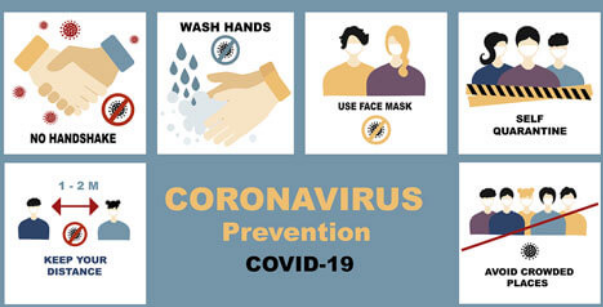 NO HANDSHAKE
WASH HANDS
USE FACE MASK
SELF
QUARANTINE
1 - 2 M
KEEP YOUR
DISTANCE
CORONAVIRUS
Prevention
COVID-19
AVOID CROWDED
PLACES